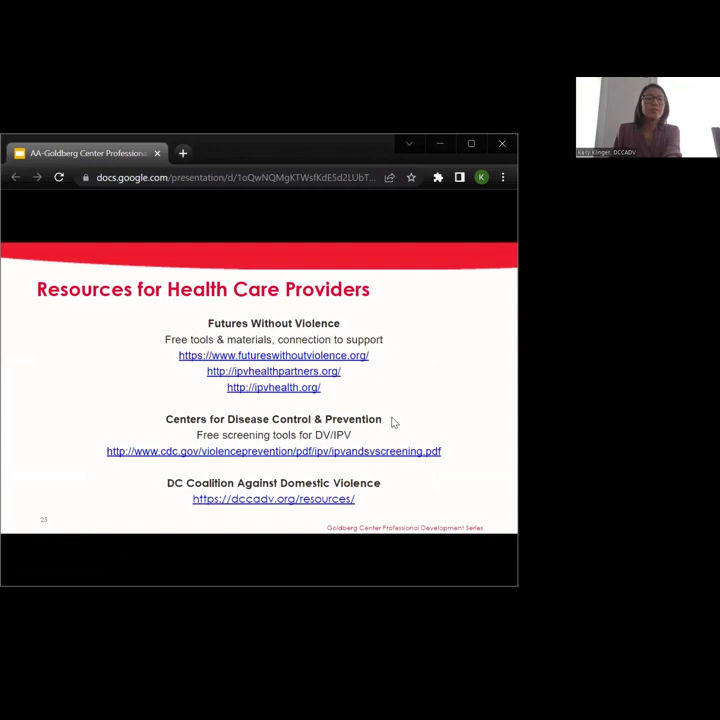 AA-Goldberg Center Professiona
docs.google.com/presentation/d/1oQwNQMgKTWsfKdE5d2LUbT...
K
Resources for Health Care Providers
Futures Without Violence
Free tools & materials, connection to support
https://www.futureswithoutviolence.org/
http://ipvhealthpartners.org/
http://ipvhealth.org/
Centers for Disease Control & Prevention
Free screening tools for DV/IPV
http://www.cdc.gov/violenceprevention/pdf/ipv/ipvandsvscreening.pdf
DC Coalition Against Domestic Violence
https://dccadv.org/resources/
Goldberg Center Professional Development Series
Klinger, DCCADV